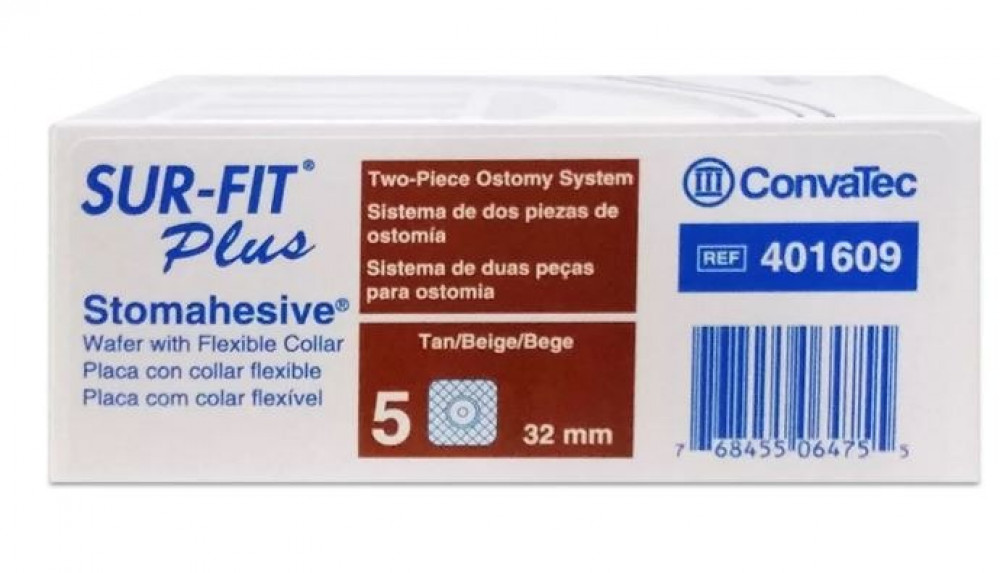 SUR-FIT®
Plus
Stomahesive®
Wafer with Flexible Collar
Placa con collar flexible
Placa com colar flexível
Two-Piece Ostomy System
Sistema de dos piezas de
ostomía
Sistema de duas peças
para ostomia
Tan/Beige/Bege
5
32 mm
ConvaTec
REF 401609
7 68455 06475 5